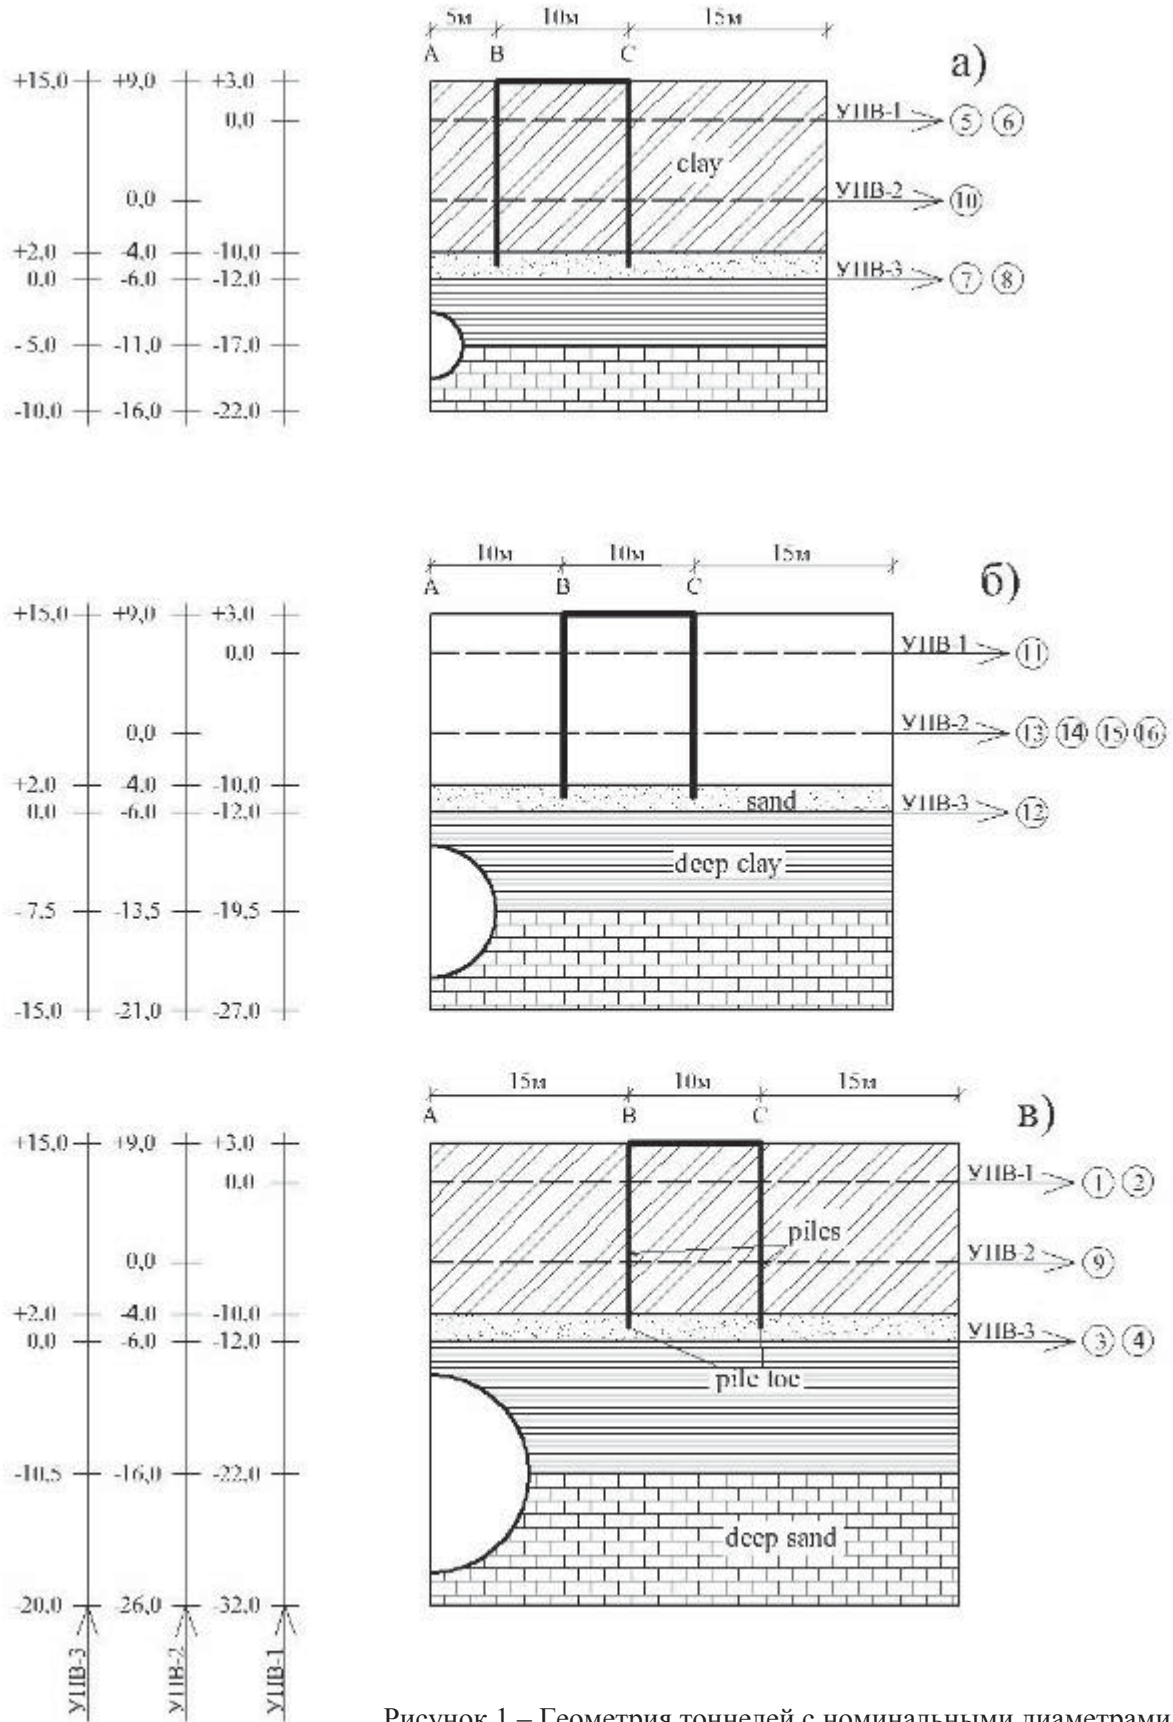 5м 10м 15м
A B C
а)
+15,0 +9,0 +3.0
0,0
УПВ-1 5 6
clay
0,0
УПВ-2 10
+2.0 -4.0 -10.0
0.0 -6.0 -12.0
УПВ-3 7 8
-5.0 -11,0 -17.0
-10,0 -16,0 -22.0
10м 10м 15м
A B C
б)
+15,0 +9,0 +3.0
0,0
УПВ-1 11
0,0
УПВ-2 13 14 15 16
+2.0 4.0 -10.0
0.0 -6.0 -12.0
sand
УПВ-3 12
deep clay
-7.5 -13,5 -19,5
-15,0 -21,0 -27.0
15м 10м 15м
A B C
в)
+15,0 +9,0 +3.0
0,0
УПВ-1 1 2
piles
0,0
УПВ-2 9
+2.0 -4.0 -10.0
0.0 -6.0 -12.0
УПВ-3 3 4
pile toe
-10,5 -16,0 -22,0
deep sand
-20,0 -26,0 -32.0
УПВ-3 УПВ-2 УПВ-1
Рисунок 1 – Геометрия тоннелей с номинальными диаметрами